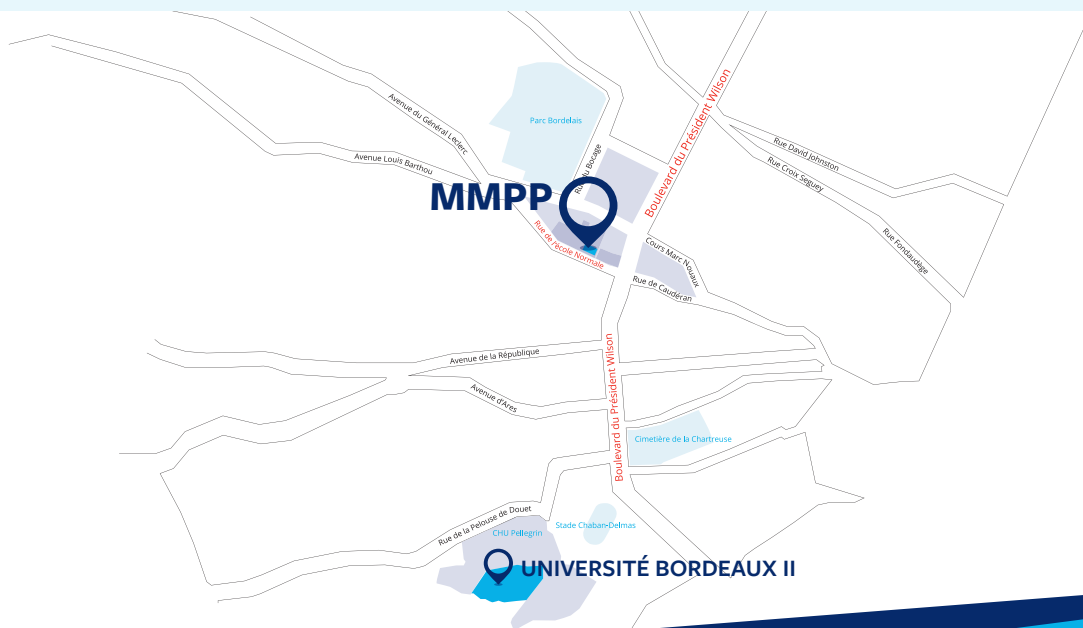 Boulevard du Président Wilson
Avenue du Général Leclerc
Parc Bordelais
Rue David Johnston
Avenue Louis Barthou
Rue du Bocage
Rue Croix Seguey
MMPP
Rue de l'école Normale
Cours Marc Nouaux
Rue Fondaudège
Rue de Caudéran
Avenue de la République
Boulevard du Président Wilson
Avenue d'Ares
Cimetière de la Chartreuse
Rue de la Pelouse de Douet
CHU Pellegrin
Stade Chaban-Delmas
UNIVERSITÉ BORDEAUX II